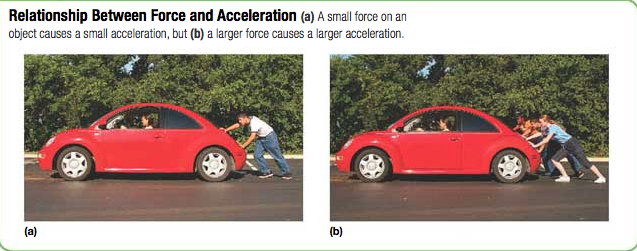 Relationship Between Force and Acceleration (a) A small force on an
object causes a small acceleration, but (b) a larger force causes a larger acceleration.
(a)
(b)